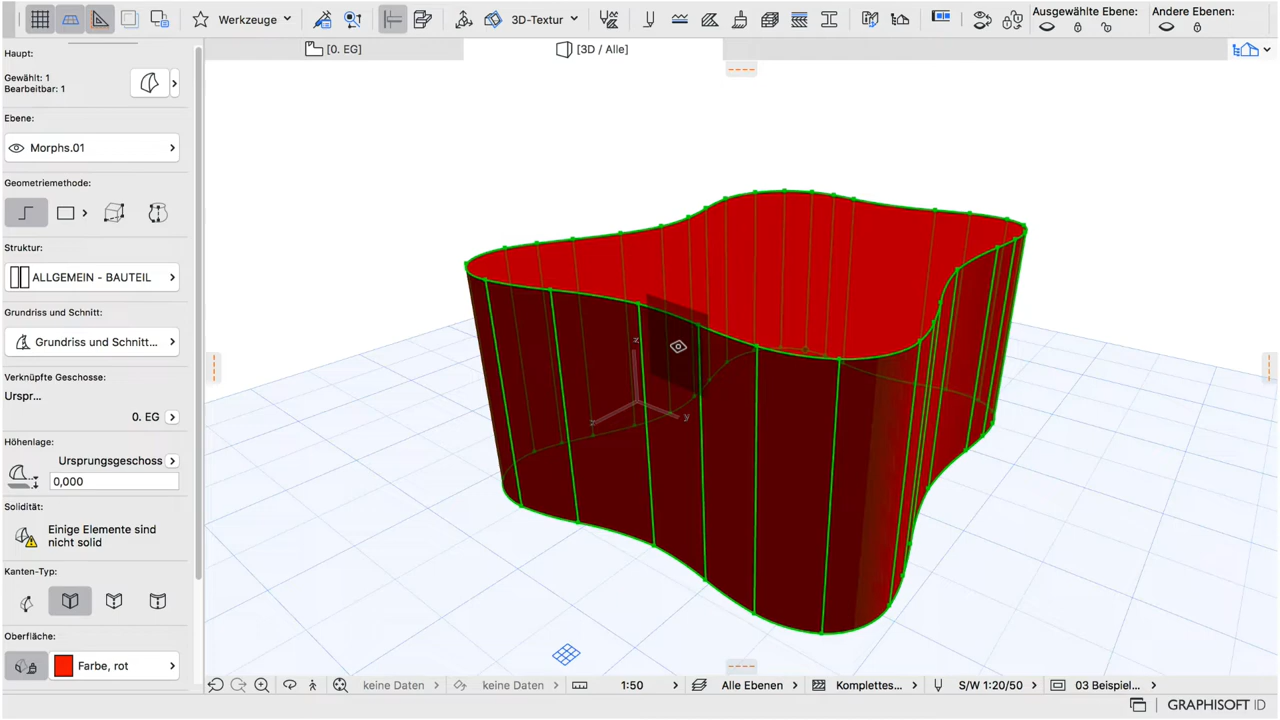 Werkzeuge
3D-Textur
Ausgewählte Ebene:
Andere Ebenen:
[0. EG]
[3D / Alle]
Haupt:
Gewählt: 1
Bearbeitbar: 1
Ebene:
Morphs.01
Geometriemethode:
Struktur:
ALLGEMEIN - BAUTEIL
Grundriss und Schnitt:
Grundriss und Schnitt...
Verknüpfte Geschosse:
Urspr...
0. EG
Höhenlage:
Ursprungsgeschoss
0,000
Solidität:
Einige Elemente sind
nicht solid
Kanten-Typ:
Oberfläche:
Farbe, rot
z
y
keine Daten
keine Daten
1:50
Alle Ebenen
Komplettes...
S/W 1:20/50
03 Beispiel...
GRAPHISOFT ID